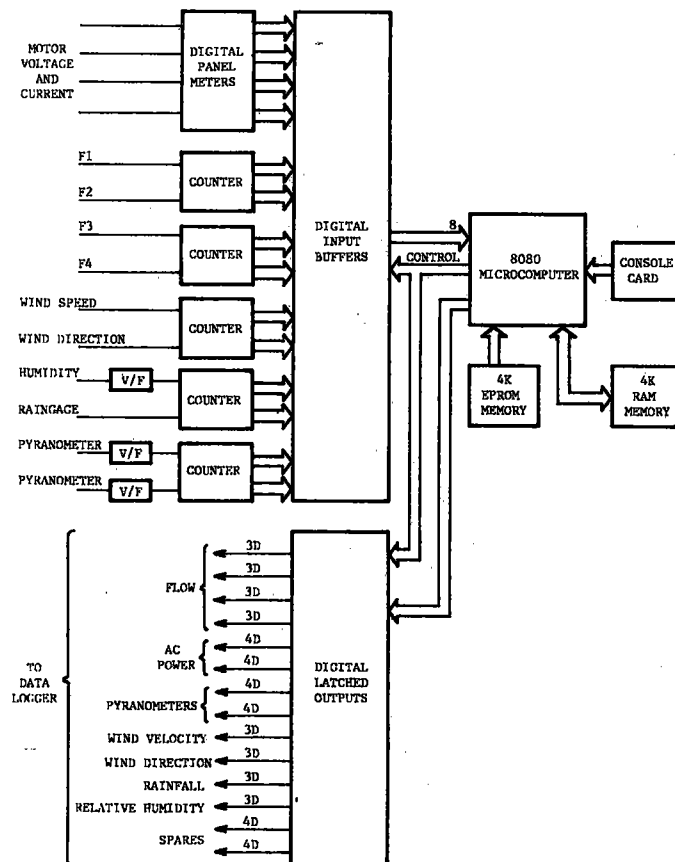 MOTOR
VOLTAGE
AND
CURRENT
DIGITAL
PANEL
METERS
F1
F2
COUNTER
F3
F4
COUNTER
WIND SPEED
WIND DIRECTION
COUNTER
HUMIDITY
V/F
RAINGAGE
COUNTER
PYRANOMETER
V/F
PYRANOMETER
V/F
COUNTER
DIGITAL
INPUT
BUFFERS
8
CONTROL
8080
MICROCOMPUTER
CONSOLE
CARD
4K
EPROM
MEMORY
4K
RAM
MEMORY
TO
DATA
LOGGER
FLOW
3D
3D
3D
3D
AC
POWER
4D
4D
PYRANOMETERS
4D
4D
WIND VELOCITY
3D
WIND DIRECTION
3D
RAINFALL
3D
RELATIVE HUMIDITY
3D
SPARES
4D
4D
DIGITAL
LATCHED
OUTPUTS